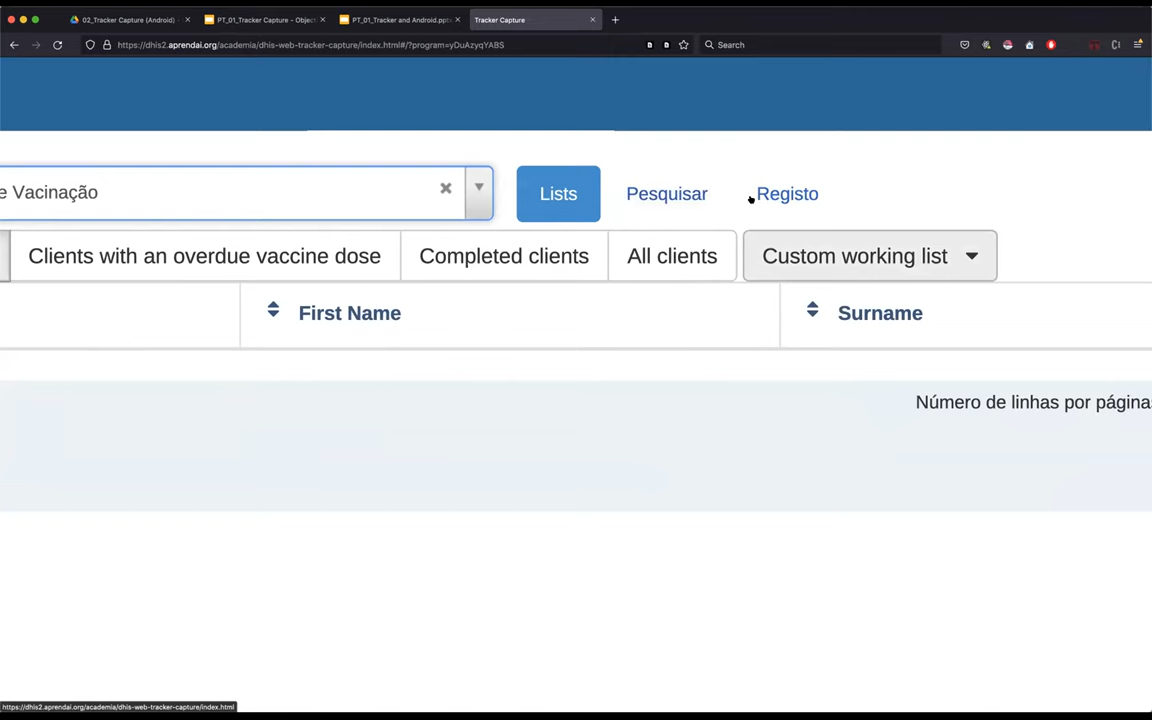 02_Tracker Capture (Android)
PT_01_Tracker Capture - Object
PT_01_Tracker and Android.pptx
Tracker Capture
https://dhis2.aprendai.org/academia/dhis-web-tracker-capture/index.html#/?program=yDuAzyqYABS
Search
e Vacinação
Lists
Pesquisar
Registo
Clients with an overdue vaccine dose
Completed clients
All clients
Custom working list
First Name
Surname
Número de linhas por páginas
https://dhis2.aprendai.org/academia/dhis-web-tracker-capture/index.html